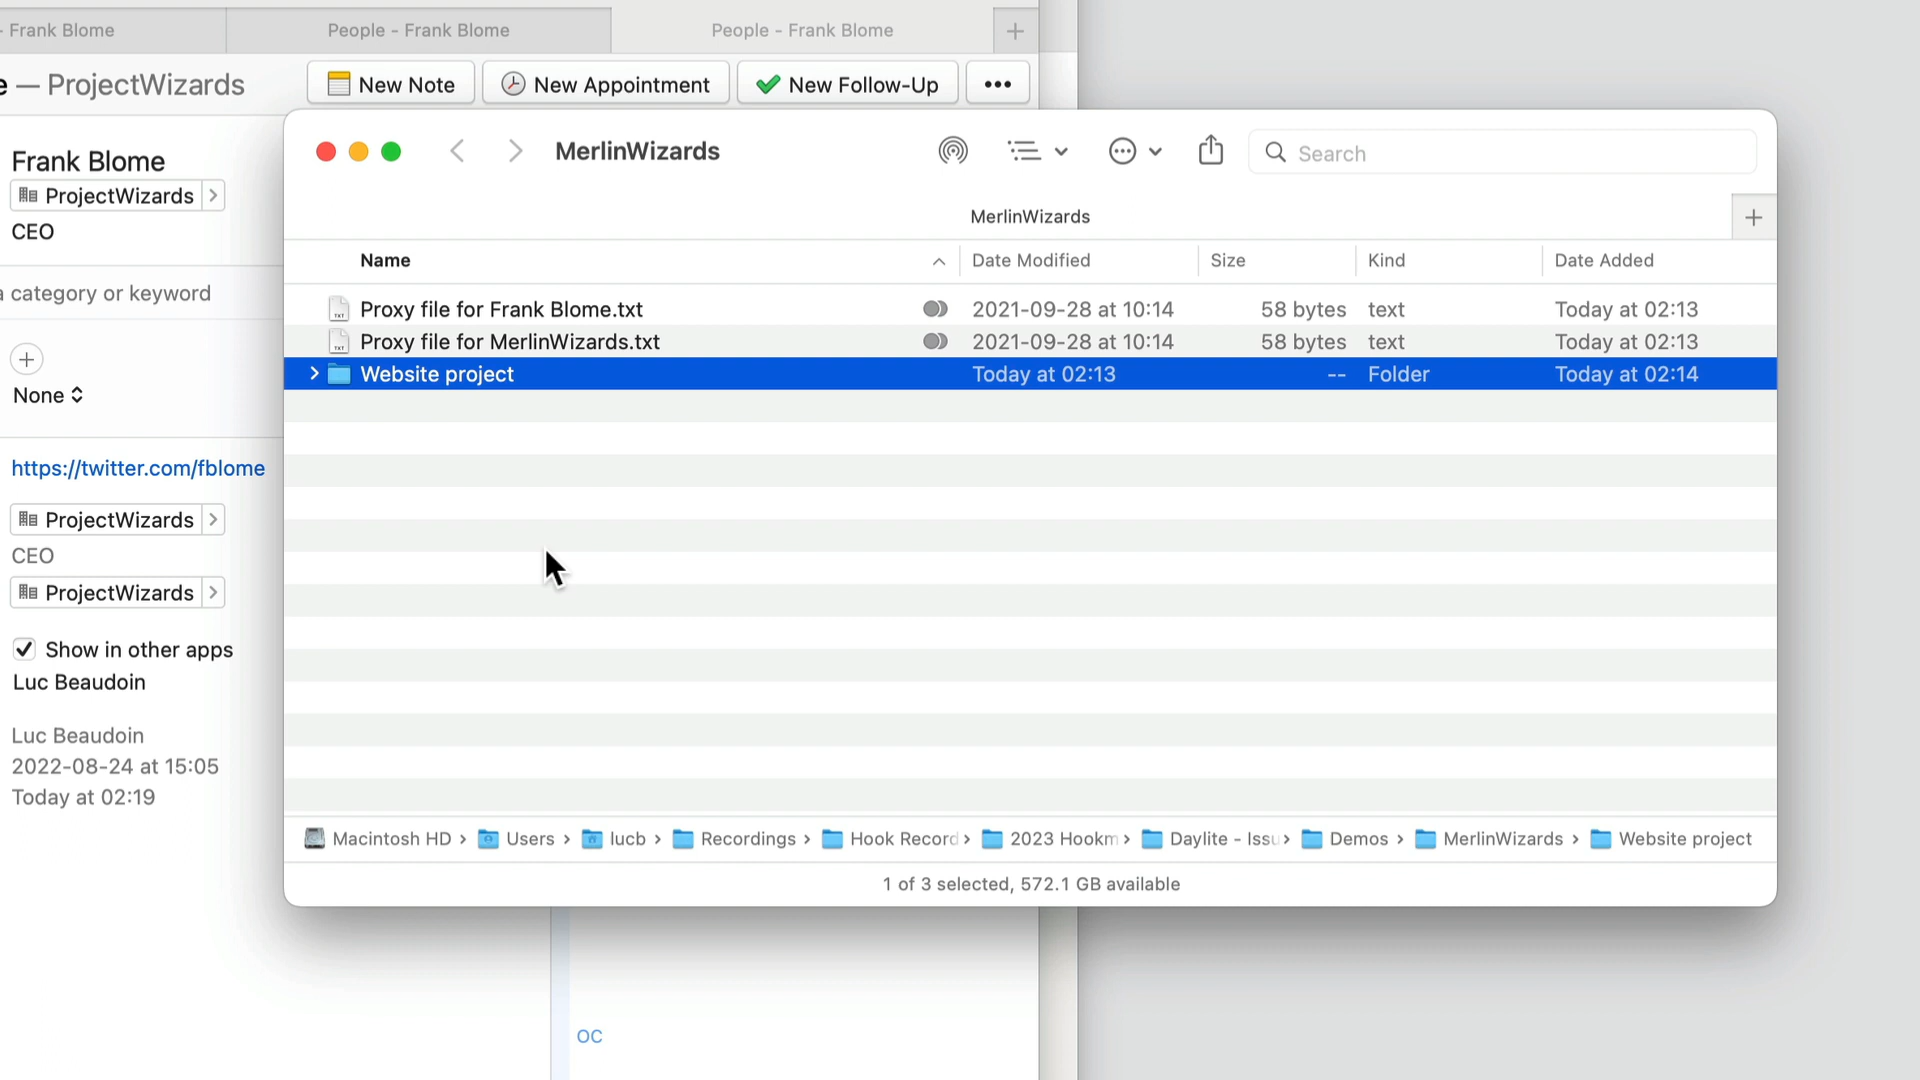 - Frank Blome
People - Frank Blome
People - Frank Blome
— ProjectWizards
New Note
New Appointment
New Follow-Up
Frank Blome
ProjectWizards
CEO
a category or keyword
None
https://twitter.com/fblome
ProjectWizards
CEO
ProjectWizards
Show in other apps
Luc Beaudoin
Luc Beaudoin
2022-08-24 at 15:05
Today at 02:19
MerlinWizards
Search
MerlinWizards
Name Date Modified Size Kind Date Added
Proxy file for Frank Blome.txt 2021-09-28 at 10:14 58 bytes text Today at 02:13
Proxy file for MerlinWizards.txt 2021-09-28 at 10:14 58 bytes text Today at 02:13
Website project Today at 02:13 -- Folder Today at 02:14
Macintosh HD › Users › lucb › Recordings › Hook Record › 2023 Hookm › Daylite - Issu › Demos › MerlinWizards › Website project
1 of 3 selected, 572.1 GB available
OC